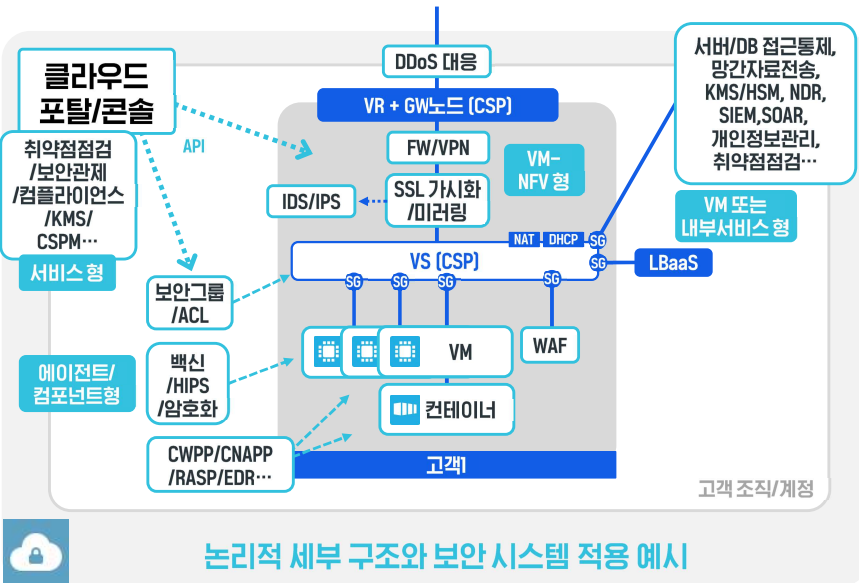 DDoS 대응
클라우드
포탈/콘솔
API
취약점점검
/보안관제
/컴플라이언스
/KMS/
CSPM…
서비스 형
VR + GW노드 (CSP)
FW/VPN
VM-
NFV 형
IDS/IPS
SSL 가시화
/미러링
서버/DB 접근통제,
망간자료전송,
KMS/HSM, NDR,
SIEM,SOAR,
개인정보관리,
취약점점검…
VM 또는
내부서비스 형
NAT
DHCP
SG
VS (CSP)
SG
LBaaS
SG
SG
SG
SG
보안그룹
/ACL
VM
WAF
에이전트/
컴포넌트형
백신
/HIPS
/암호화
컨테이너
CWPP/CNAPP
/RASP/EDR…
고객1
고객 조직/계정
논리적 세부 구조와 보안 시스템 적용 예시